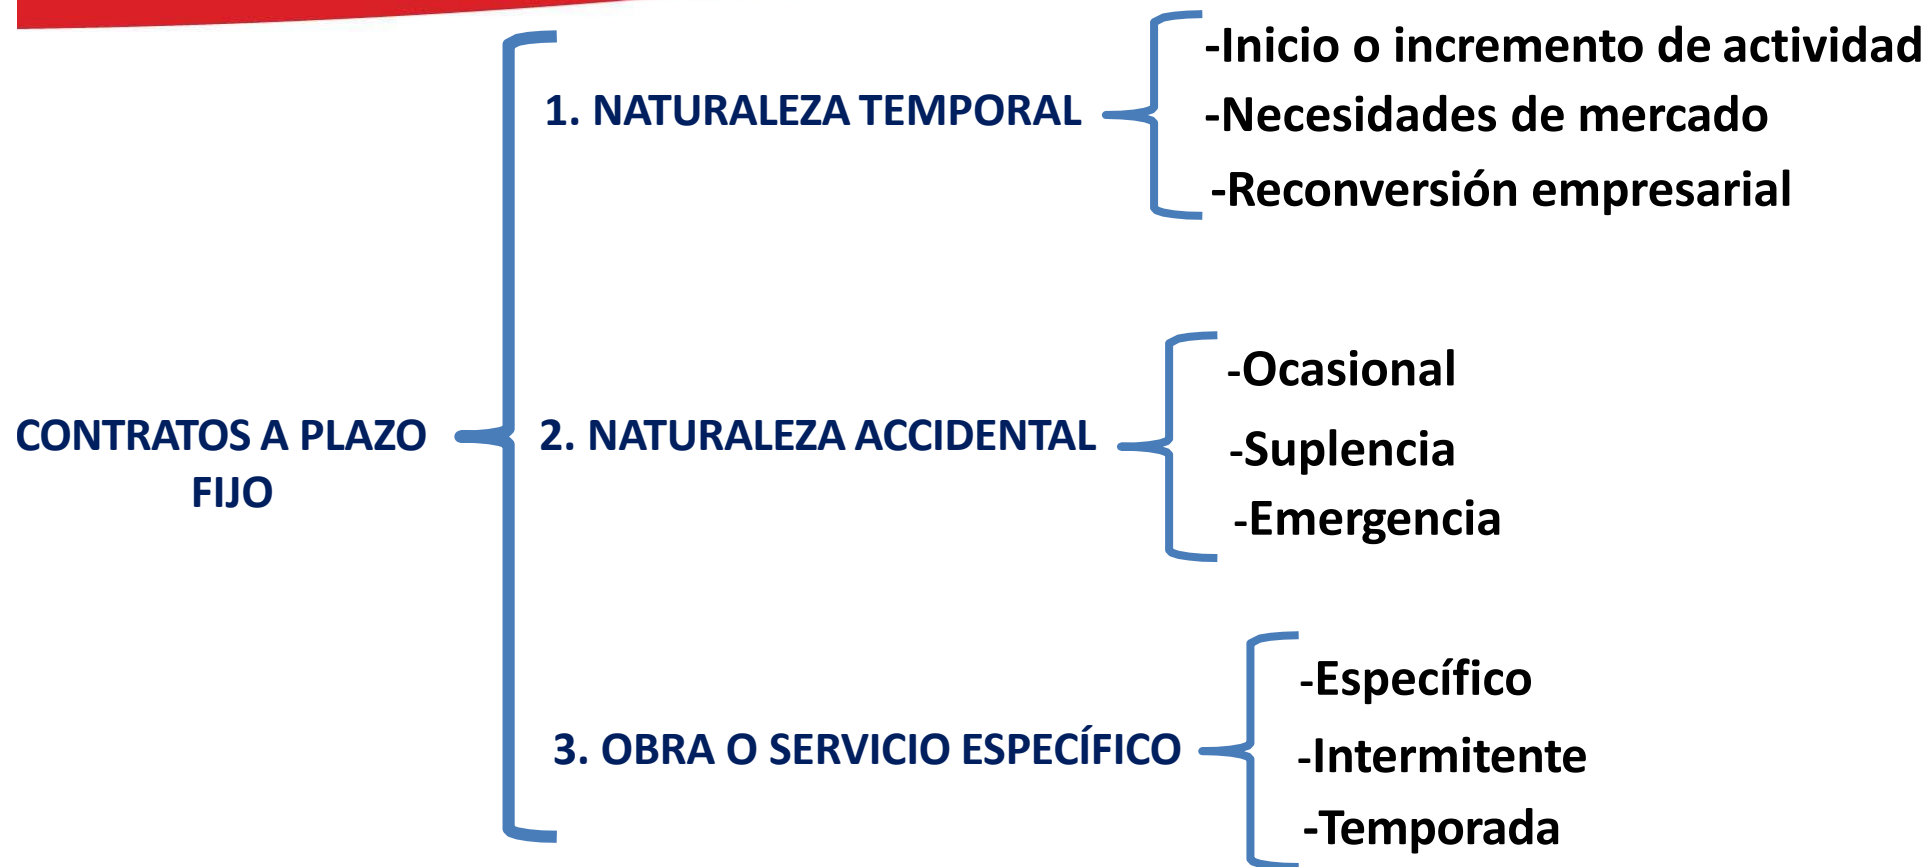 CONTRATOS A PLAZO
FIJO
1. NATURALEZA TEMPORAL
-Inicio o incremento de actividad
-Necesidades de mercado
-Reconversión empresarial
2. NATURALEZA ACCIDENTAL
-Ocasional
-Suplencia
-Emergencia
3. OBRA O SERVICIO ESPECÍFICO
-Específico
-Intermitente
-Temporada